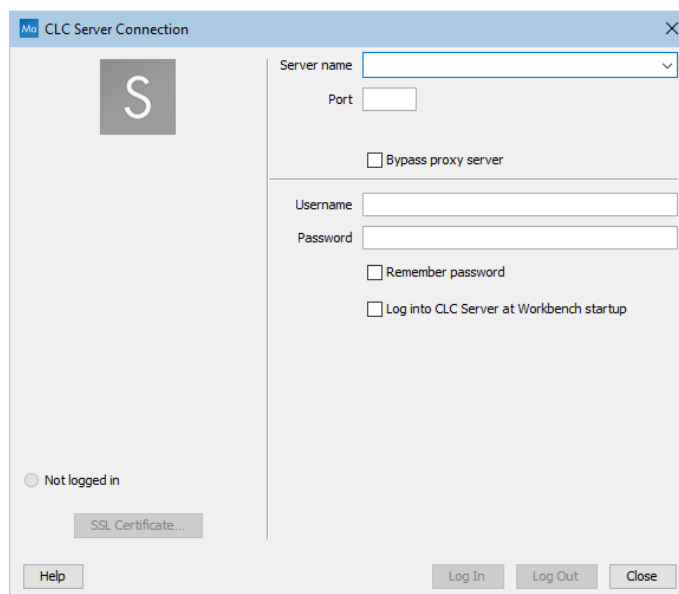 Ma CLC Server Connection
S
Server name
Port
Bypass proxy server
Username
Password
Remember password
Log into CLC Server at Workbench startup
Not logged in
SSL Certificate...
Help
Log In
Log Out
Close